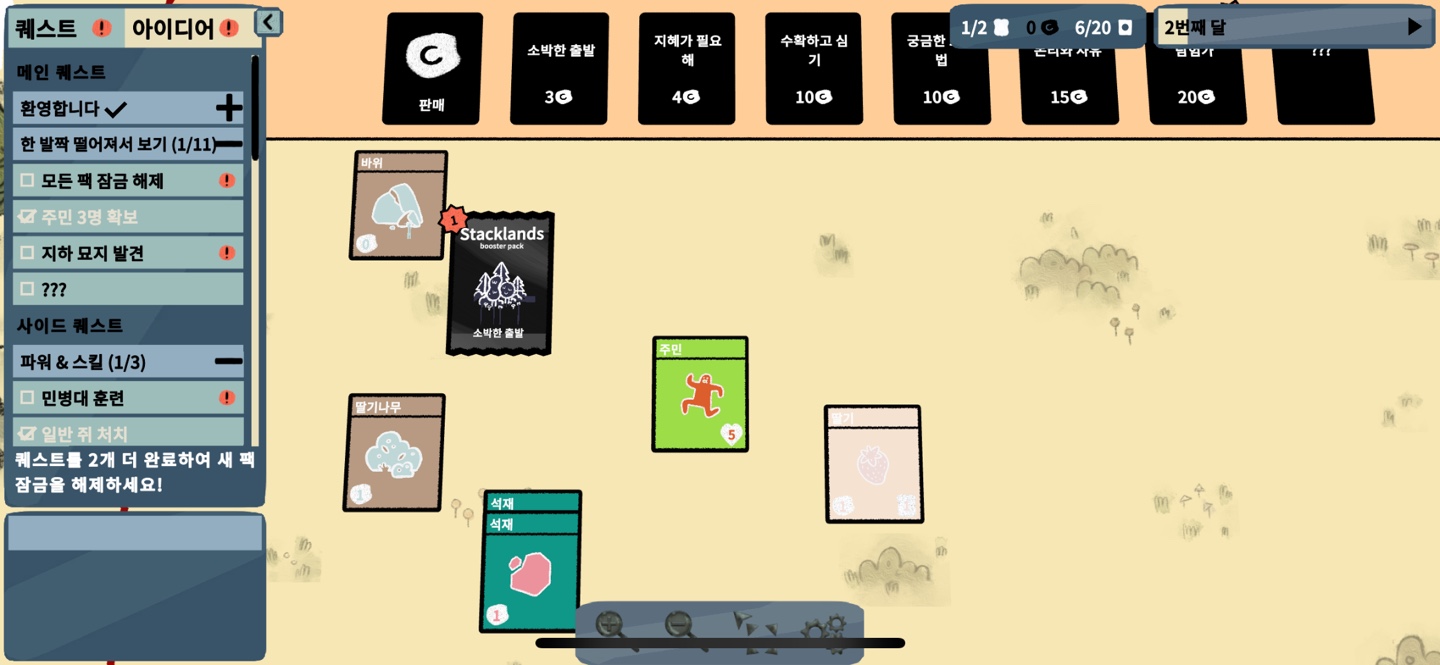 퀘스트
아이디어
메인 퀘스트
환영합니다
한 발짝 떨어져서 보기 (1/11)
모든 팩 잠금 해제
주민 3명 확보
지하 묘지 발견
???
사이드 퀘스트
파워 & 스킬 (1/3)
민병대 훈련
일반 쥐 처치
퀘스트를 2개 더 완료하여 새 팩
잠금을 해제하세요!
판매
소박한 출발
3
지혜가 필요
해
4
수확하고 심
기
10
궁금한
법
10
15
20
???
1/2
0
6/20
2번째 달
바위
0
1
Stacklands
booster pack
소박한 출발
주민
5
딸기나무
1
딸기
1
석재
석재
1